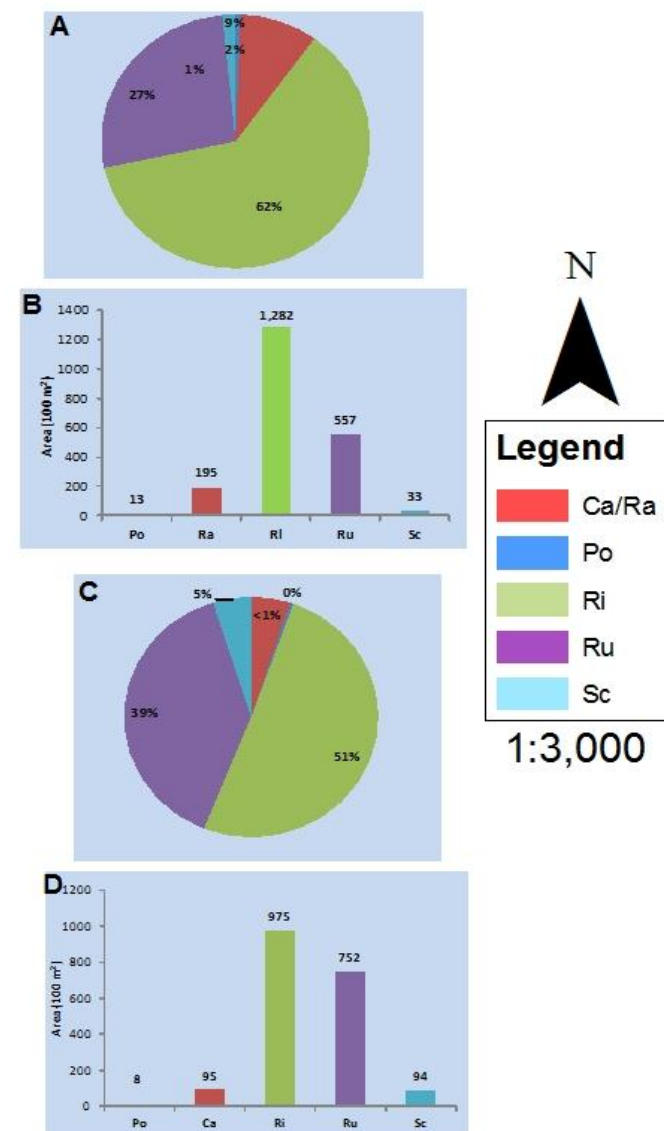 A
9%
2%
1%
27%
62%
B
1400
1200
1000
800
600
400
200
0
Area (100 m²)
13
195
1,282
557
33
Po Ra Rl Ru Sc
C
5%
<1%
0%
39%
51%
D
1200
1000
800
600
400
200
0
Area (100 m²)
8
95
975
752
94
Po Ca Ri Ru Sc
N
Legend
Ca/Ra
Po
Ri
Ru
Sc
1:3,000